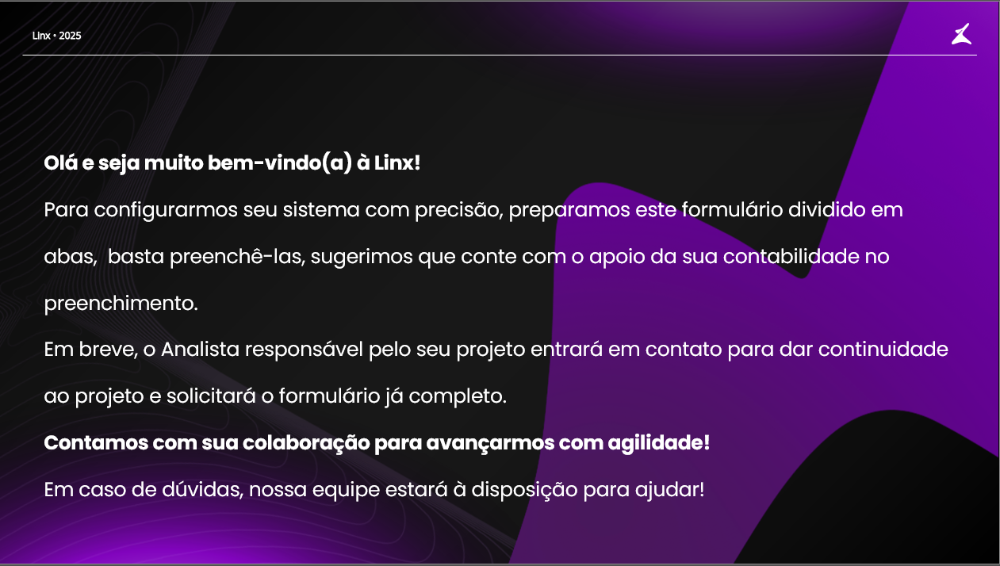 Linx • 2025
Olá e seja muito bem-vindo(a) à Linx!
Para configurarmos seu sistema com precisão, preparamos este formulário dividido em
abas,  basta preenchê-las, sugerimos que conte com o apoio da sua contabilidade no
preenchimento.
Em breve, o Analista responsável pelo seu projeto entrará em contato para dar continuidade
ao projeto e solicitará o formulário já completo.
Contamos com sua colaboração para avançarmos com agilidade!
Em caso de dúvidas, nossa equipe estará à disposição para ajudar!